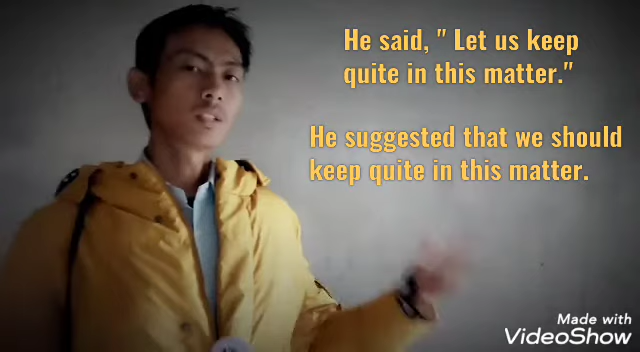 He said, " Let us keep
quite in this matter."
He suggested that we should
keep quite in this matter.
Made with
VideoShow